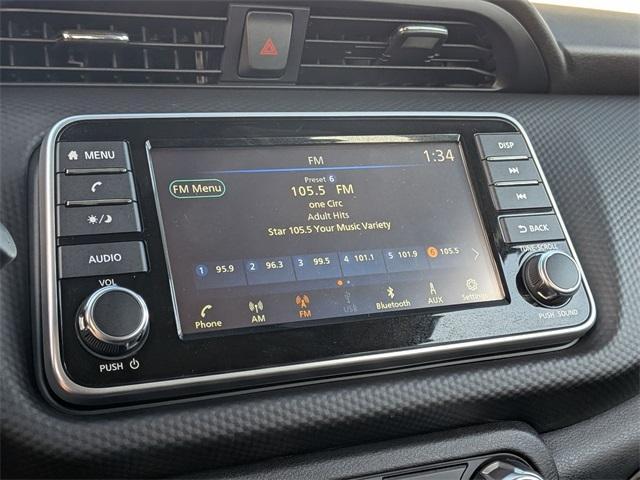 MENU
AUDIO
VOL
PUSH
FM
1:34
FM Menu
Preset 6
105.5 FM
one Circ
Adult Hits
Star 105.5 Your Music Variety
1 95.9 2 96.3 3 99.5 4 101.1 5 101.9 6 105.5
Phone AM FM USB Bluetooth AUX Settings
DISP
BACK
TUNE·SCROLL
PUSH SOUND